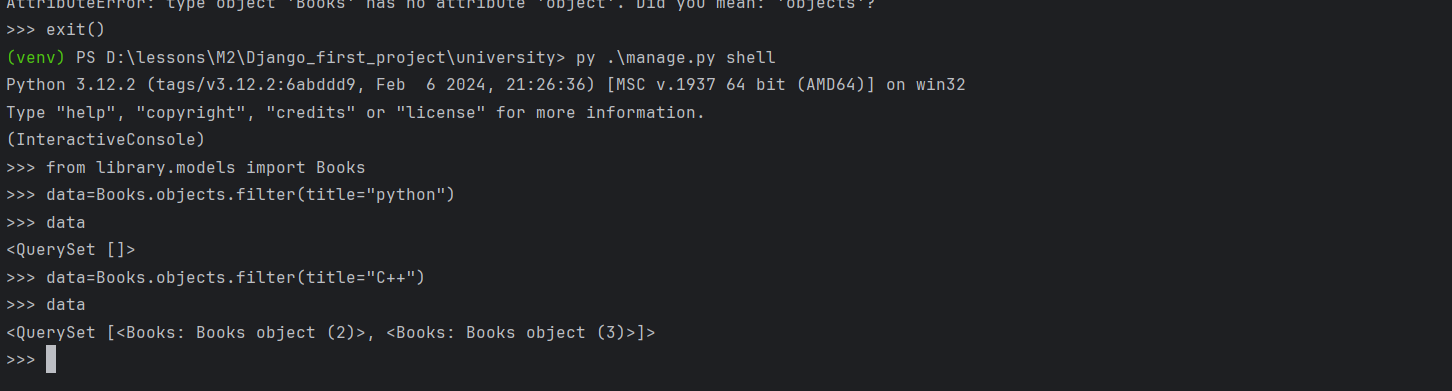 AttributeError: type object 'Books' has no attribute 'object'. Did you mean: 'objects'?
>>> exit()
(venv) PS D:\lessons\M2\Django_first_project\university> py .\manage.py shell
Python 3.12.2 (tags/v3.12.2:6abddd9, Feb  6 2024, 21:26:36) [MSC v.1937 64 bit (AMD64)] on win32
Type "help", "copyright", "credits" or "license" for more information.
(InteractiveConsole)
>>> from library.models import Books
>>> data=Books.objects.filter(title="python")
>>> data
<QuerySet []>
>>> data=Books.objects.filter(title="C++")
>>> data
<QuerySet [<Books: Books object (2)>, <Books: Books object (3)>]>
>>>